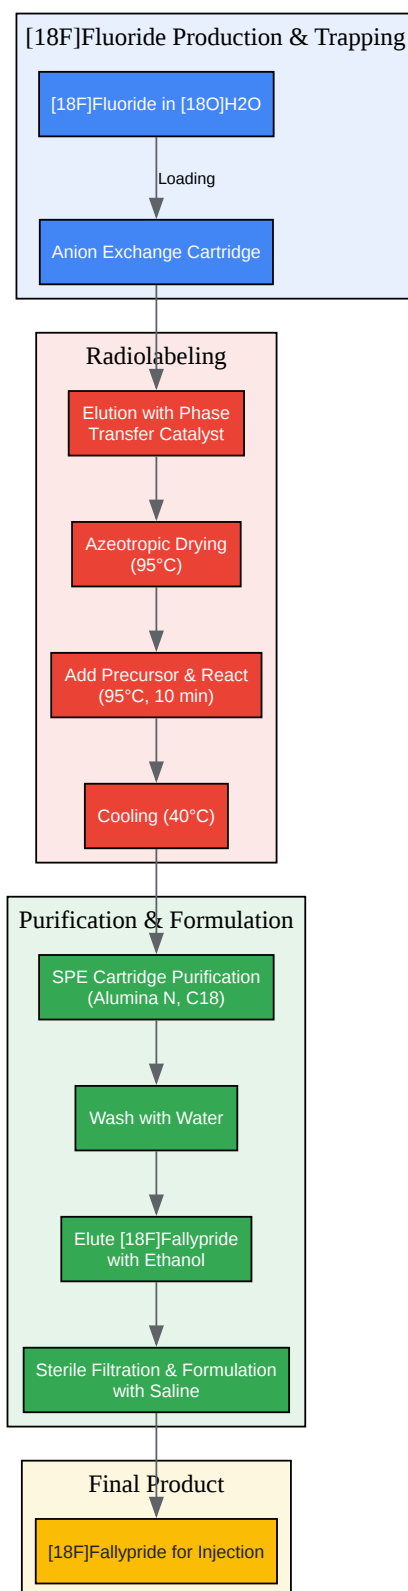 [18F]Fluoride Production & Trapping
[18F]Fluoride in [18O]H2O
Loading
Anion Exchange Cartridge
Radiolabeling
Elution with Phase
Transfer Catalyst
Azeotropic Drying
(95°C)
Add Precursor & React
(95°C, 10 min)
Cooling (40°C)
Purification & Formulation
SPE Cartridge Purification
(Alumina N, C18)
Wash with Water
Elute [18F]Fallypride
with Ethanol
Sterile Filtration & Formulation
with Saline
Final Product
[18F]Fallypride for Injection